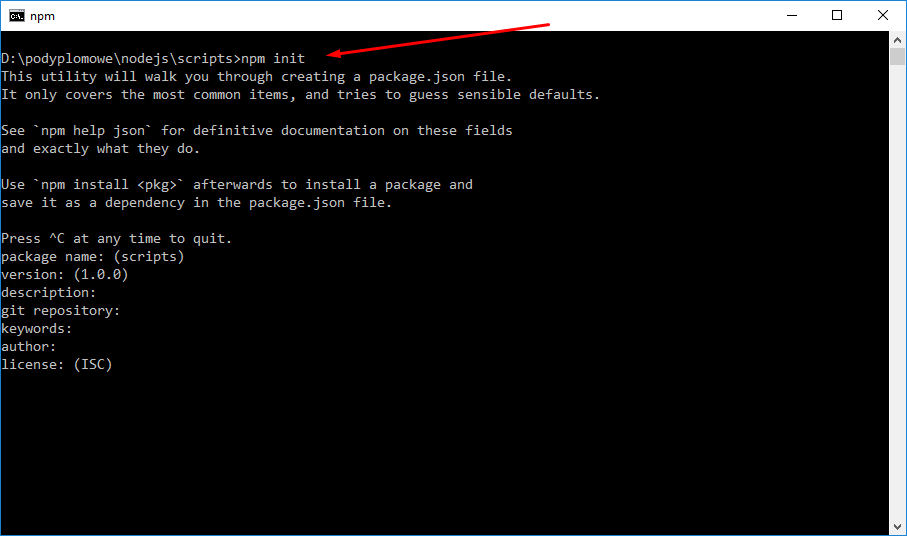 npm
D:\podyplomowe\nodejs\scripts>npm init
This utility will walk you through creating a package.json file.
It only covers the most common items, and tries to guess sensible defaults.
See `npm help json` for definitive documentation on these fields
and exactly what they do.
Use `npm install <pkg>` afterwards to install a package and
save it as a dependency in the package.json file.
Press ^C at any time to quit.
package name: (scripts)
version: (1.0.0)
description:
git repository:
keywords:
author:
license: (ISC)